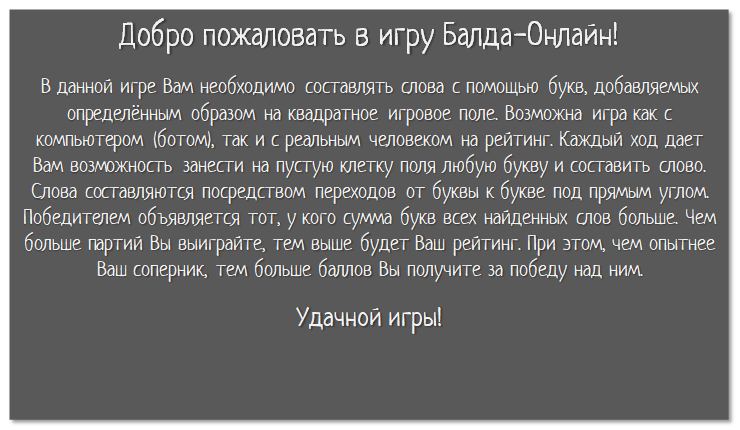 Добро пожаловать в игру Балда-Онлайн!
В данной игре Вам необходимо составлять слова с помощью букв, добавляемых
определённым образом на квадратное игровое поле. Возможна игра как с
компьютером (ботом), так и с реальным человеком на рейтинг. Каждый ход дает
Вам возможность занести на пустую клетку поля любую букву и составить слово.
Слова составляются посредством переходов от буквы к букве под прямым углом.
Победителем объявляется тот, у кого сумма букв всех найденных слов больше. Чем
больше партий Вы выиграйте, тем выше будет Ваш рейтинг. При этом, чем опытнее
Ваш соперник, тем больше баллов Вы получите за победу над ним.
Удачной игры!